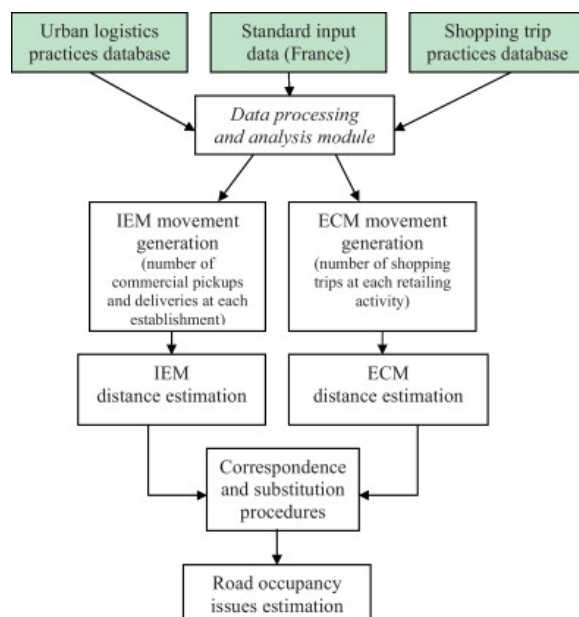 Urban logistics
practices database
Standard input
data (France)
Shopping trip
practices database
Data processing
and analysis module
IEM movement
generation
(number of
commercial pickups
and deliveries at each
establishment)
ECM movement
generation
(number of shopping
trips at each retailing
activity)
IEM
distance estimation
ECM
distance estimation
Correspondence
and substitution
procedures
Road occupancy
issues estimation